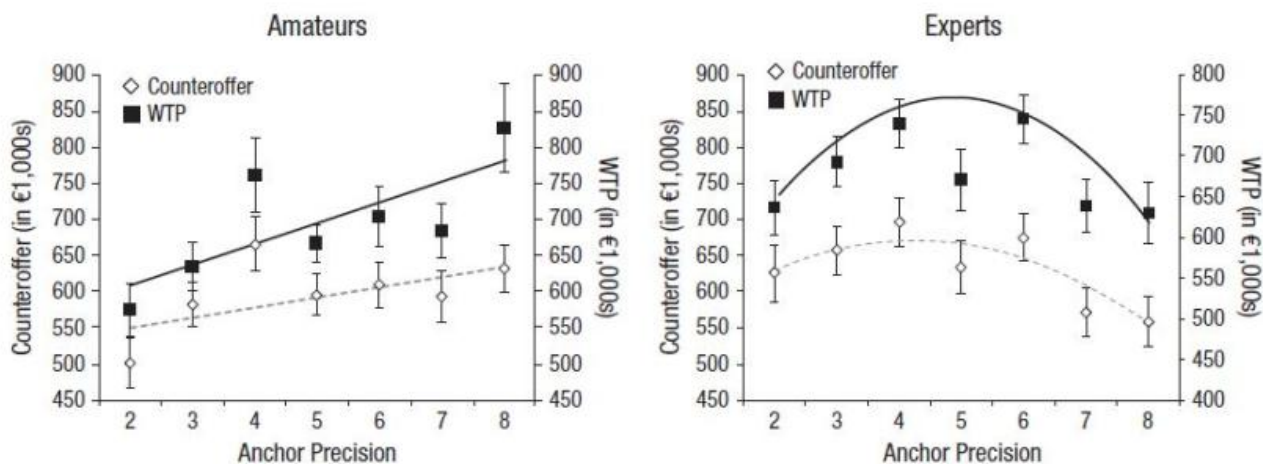 Amateurs
Counteroffer
WTP
Counteroffer (in €1,000s)
900
850
800
750
700
650
600
550
500
450
900
850
800
750
700
650
600
550
500
450
WTP (in €1,000s)
2 3 4 5 6 7 8
Anchor Precision
Experts
Counteroffer
WTP
Counteroffer (in €1,000s)
900
850
800
750
700
650
600
550
500
450
800
750
700
650
600
550
500
450
400
WTP (in €1,000s)
2 3 4 5 6 7 8
Anchor Precision